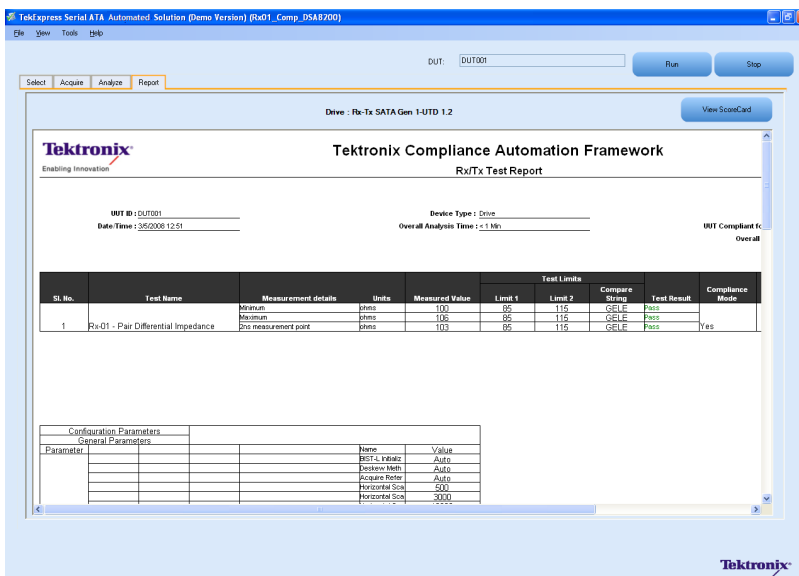 TekExpress Serial ATA Automated Solution (Demo Version) (Rx01_Comp_DSA8200)
File View Tools Help
DUT: DUT001
Run
Stop
Select Acquire Analyze Report
Drive : Rx-Tx SATA Gen 1-UTD 1.2
View ScoreCard
Tektronix
Enabling Innovation
Tektronix Compliance Automation Framework
Rx/Tx Test Report
UUT ID : DUT001
Device Type : Drive
Date/Time : 3/5/2008 12:51
Overall Analysis Time : < 1 Min
UUT Compliant fo
Overall
Test Limits
Sl. No. Test Name Measurement details Units Measured Value Limit 1 Limit 2 Compare String Test Result Compliance Mode
Minimum ohms 100 85 115 GELE Pass
Maximum ohms 106 85 115 GELE Pass
1 Rx-01 - Pair Differential Impedance 2ns measurement point ohms 103 85 115 GELE Pass Yes
Configuration Parameters
General Parameters
Parameter Name Value
BIST-L Initializ Auto
Deskew Meth Auto
Acquire Refer Auto
Horizontal Sca 500
Horizontal Sca 3000
Tektronix